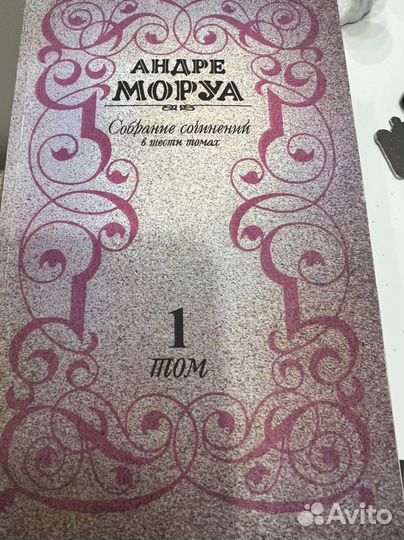 АНДРЕ
МОРУА
Собрание сочинений
в шести томах
1
том
Avito